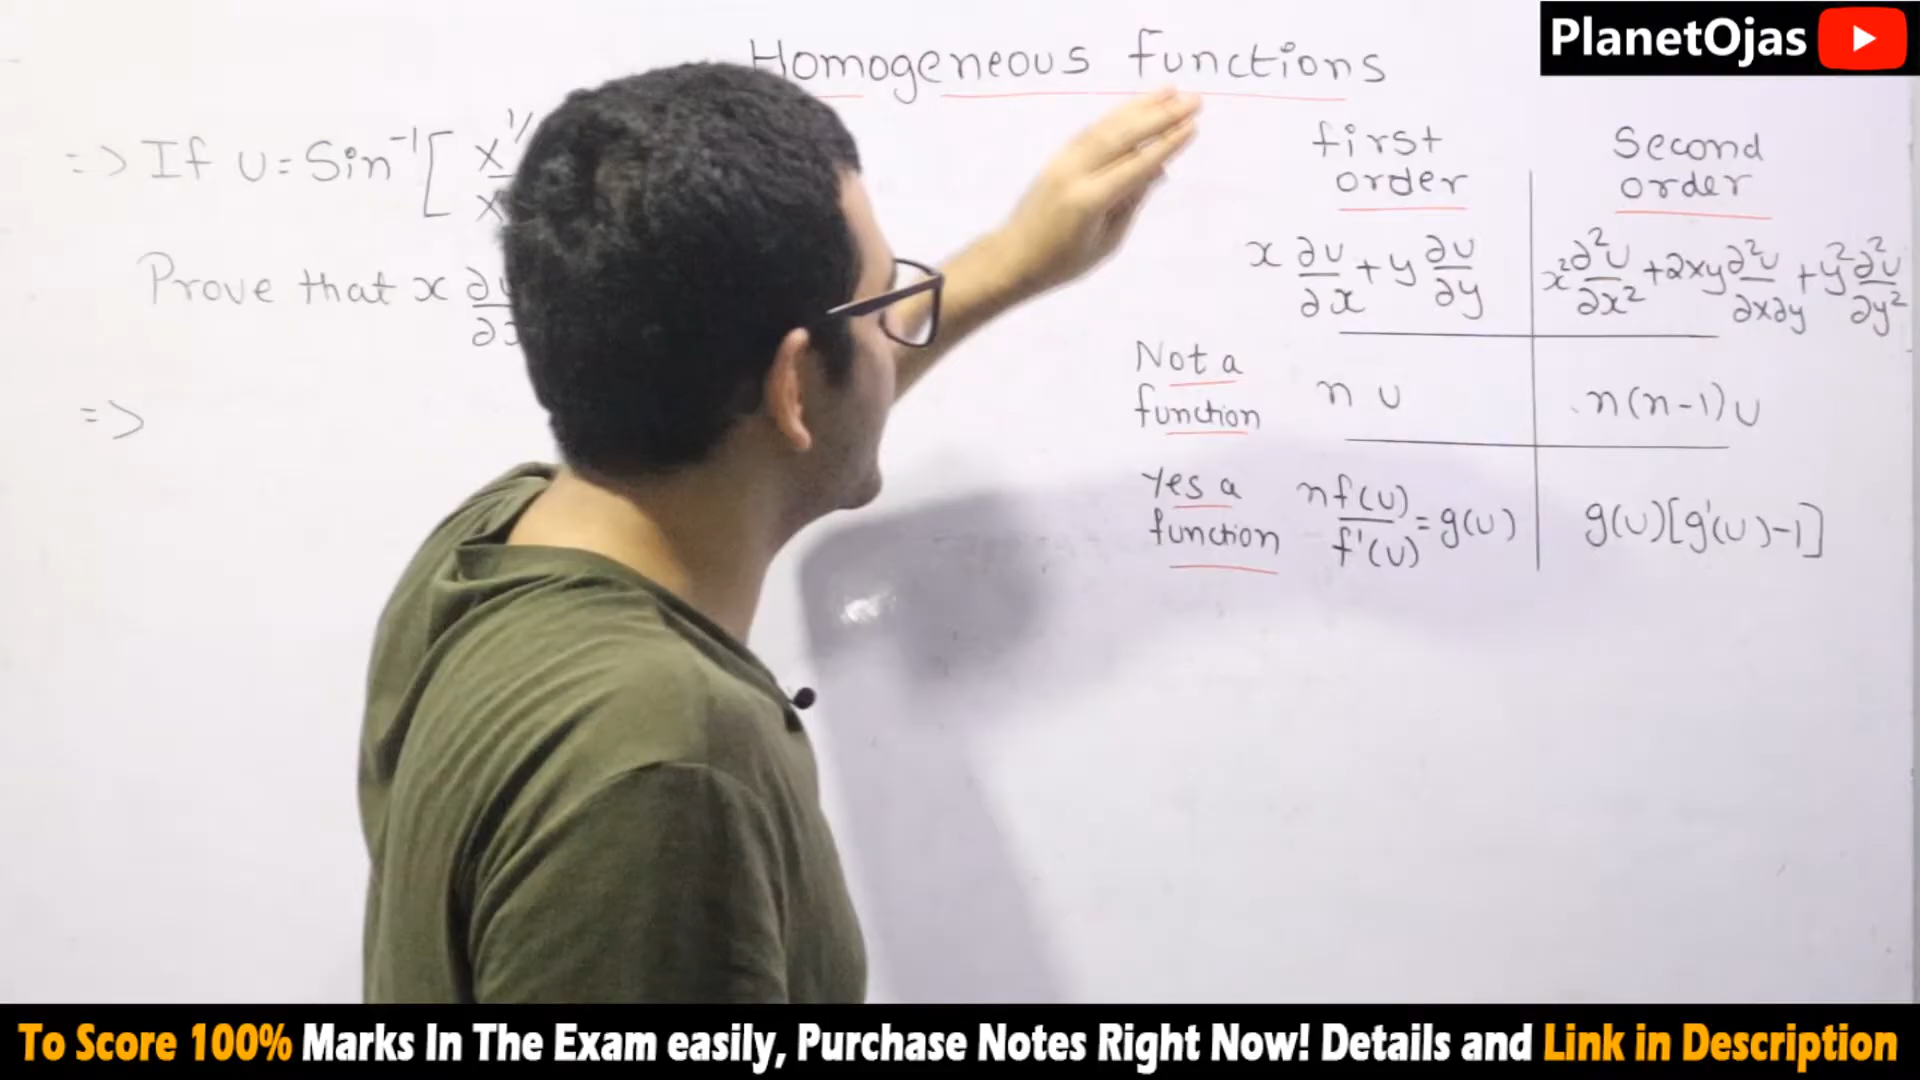 PlanetOjas
Homogeneous functions
=> If u = Sin⁻¹ [ x
Prove that x ∂u
=>
first order
Second order
x ∂u/∂x + y ∂u/∂y
x² ∂²u/∂x² + 2xy ∂²u/∂x∂y + y² ∂²u/∂y²
Not a function
n u
n(n-1)u
Yes a function
n f(u)/f'(u) = g(u)
g(u)[g'(u)-1]
To Score 100% Marks In The Exam easily, Purchase Notes Right Now! Details and Link in Description